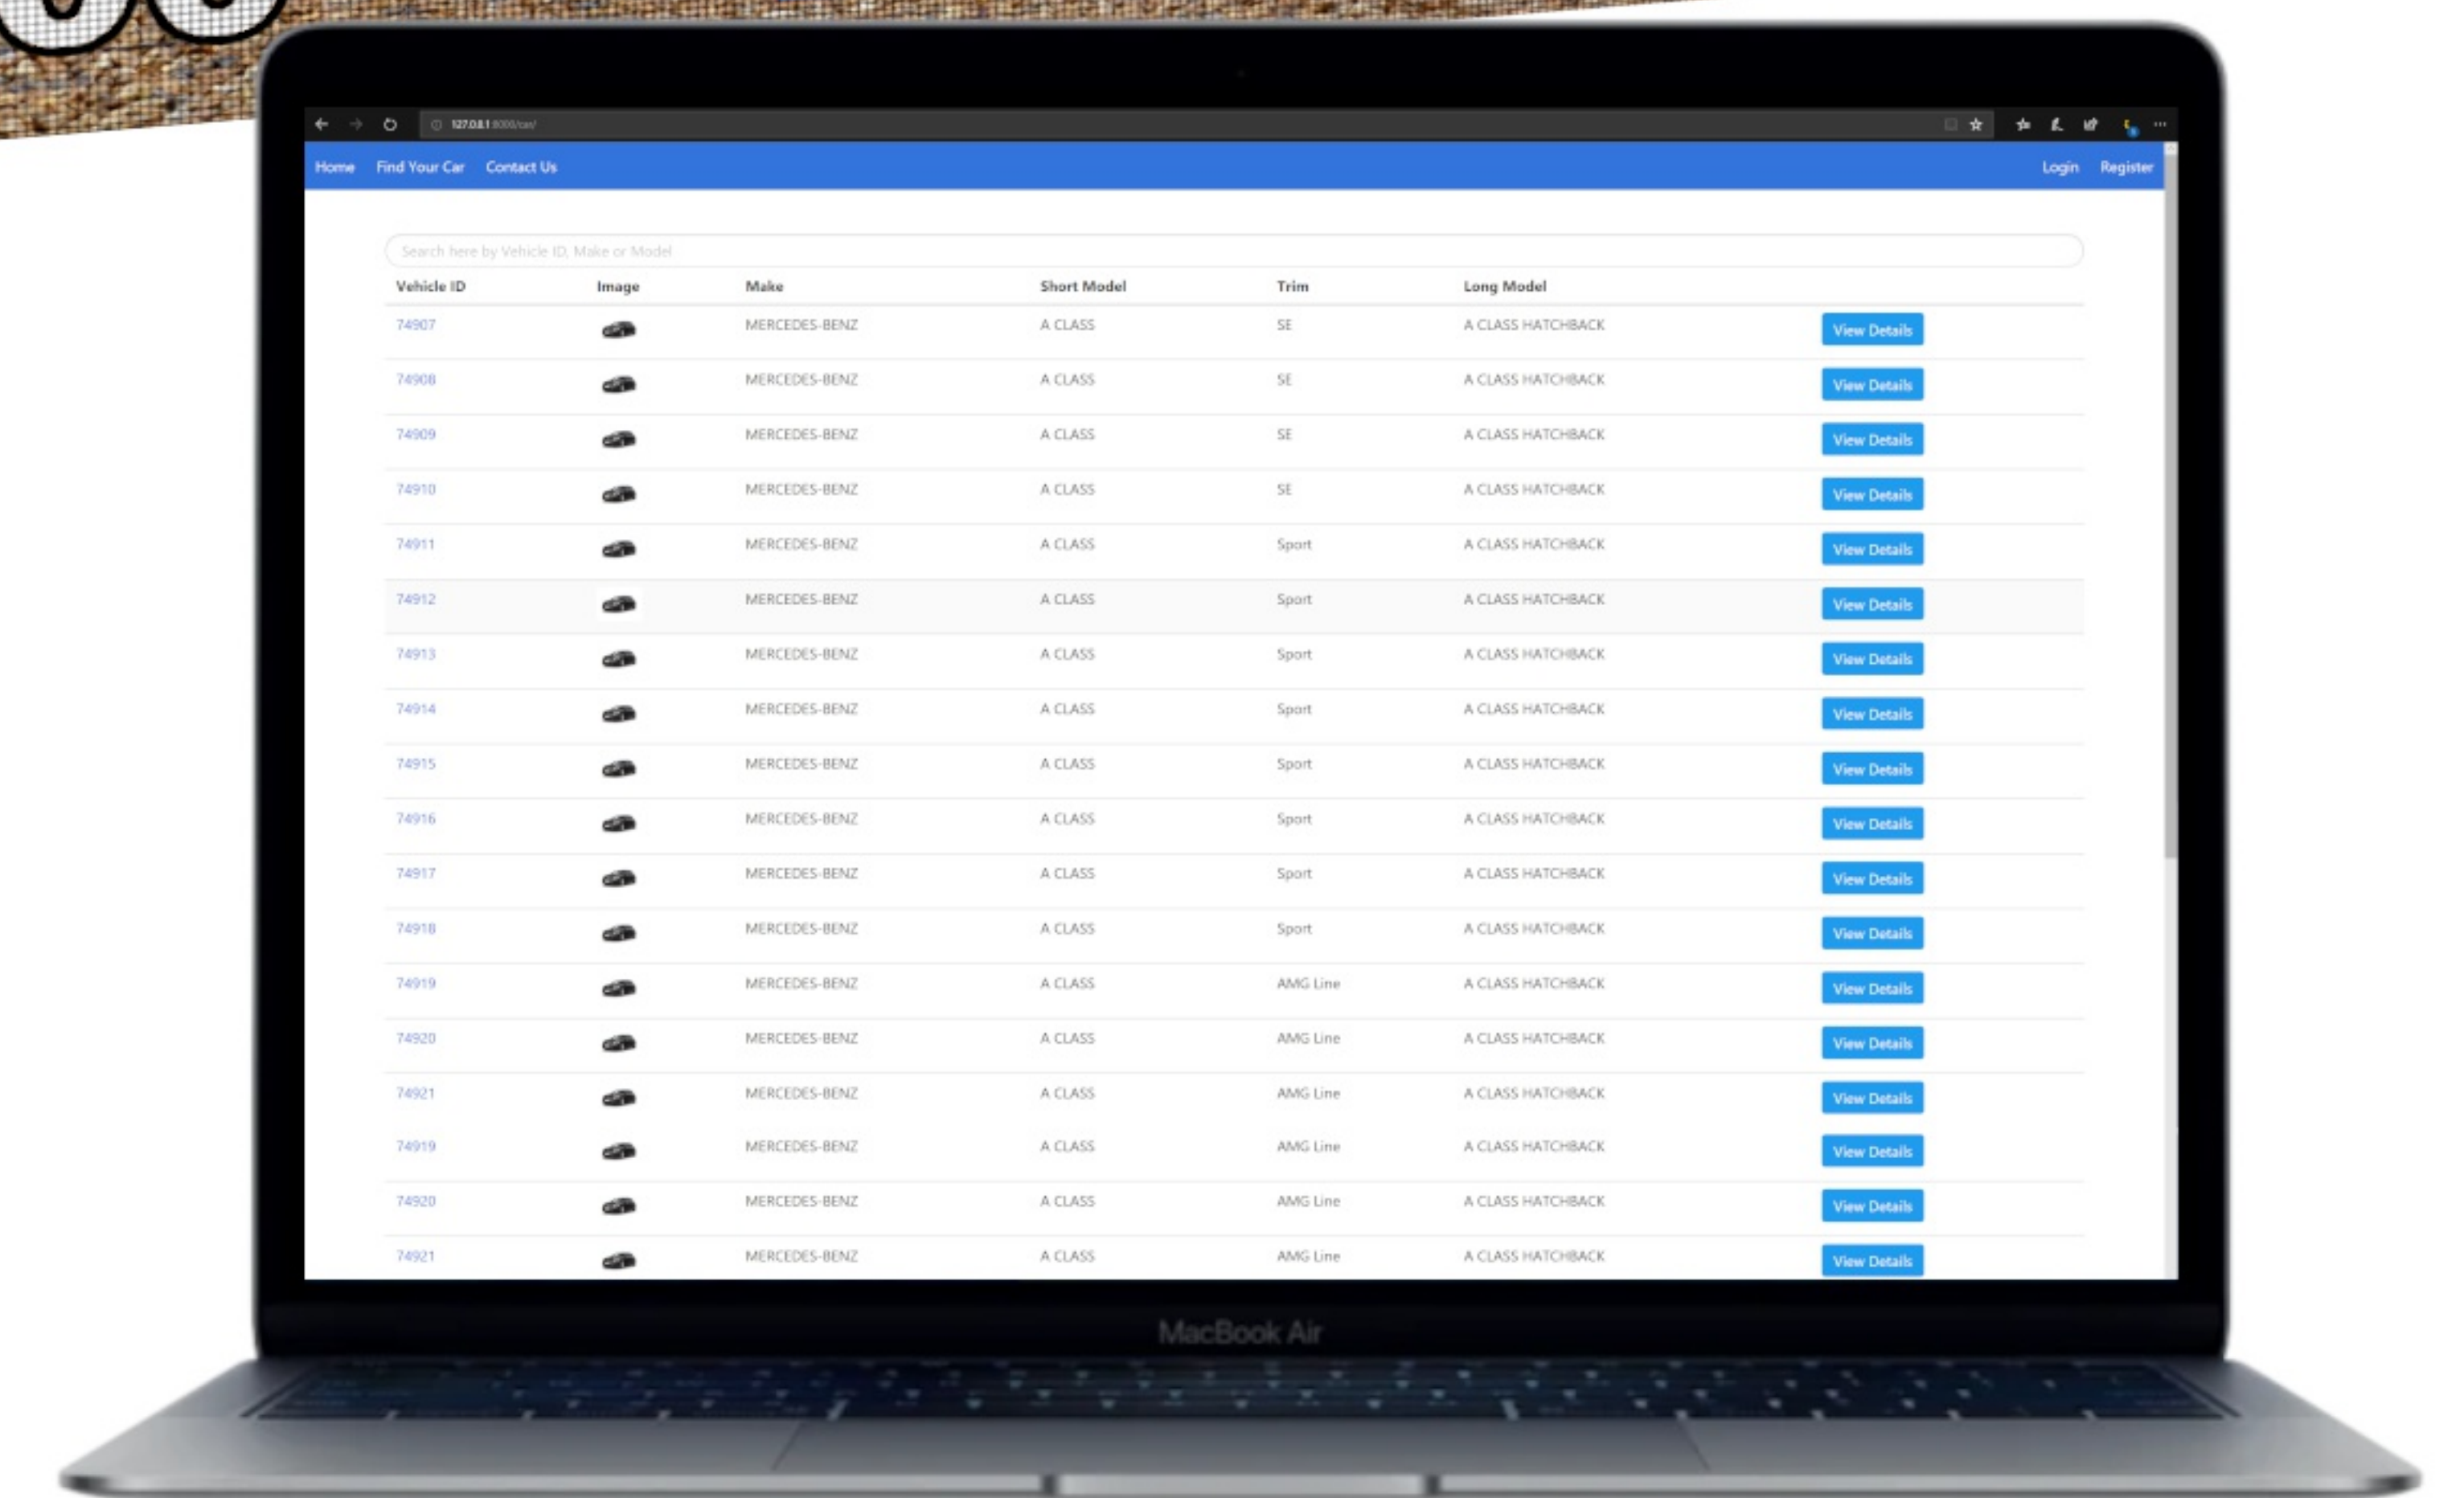 127.0.0.1:8000/car/
Home Find Your Car Contact Us Login Register
Search here by Vehicle ID, Make or Model
Vehicle ID Image Make Short Model Trim Long Model
74907 MERCEDES-BENZ A CLASS SE A CLASS HATCHBACK View Details
74908 MERCEDES-BENZ A CLASS SE A CLASS HATCHBACK View Details
74909 MERCEDES-BENZ A CLASS SE A CLASS HATCHBACK View Details
74910 MERCEDES-BENZ A CLASS SE A CLASS HATCHBACK View Details
74911 MERCEDES-BENZ A CLASS Sport A CLASS HATCHBACK View Details
74912 MERCEDES-BENZ A CLASS Sport A CLASS HATCHBACK View Details
74913 MERCEDES-BENZ A CLASS Sport A CLASS HATCHBACK View Details
74914 MERCEDES-BENZ A CLASS Sport A CLASS HATCHBACK View Details
74915 MERCEDES-BENZ A CLASS Sport A CLASS HATCHBACK View Details
74916 MERCEDES-BENZ A CLASS Sport A CLASS HATCHBACK View Details
74917 MERCEDES-BENZ A CLASS Sport A CLASS HATCHBACK View Details
74918 MERCEDES-BENZ A CLASS Sport A CLASS HATCHBACK View Details
74919 MERCEDES-BENZ A CLASS AMG Line A CLASS HATCHBACK View Details
74920 MERCEDES-BENZ A CLASS AMG Line A CLASS HATCHBACK View Details
74921 MERCEDES-BENZ A CLASS AMG Line A CLASS HATCHBACK View Details
74919 MERCEDES-BENZ A CLASS AMG Line A CLASS HATCHBACK View Details
74920 MERCEDES-BENZ A CLASS AMG Line A CLASS HATCHBACK View Details
74921 MERCEDES-BENZ A CLASS AMG Line A CLASS HATCHBACK View Details
MacBook Air